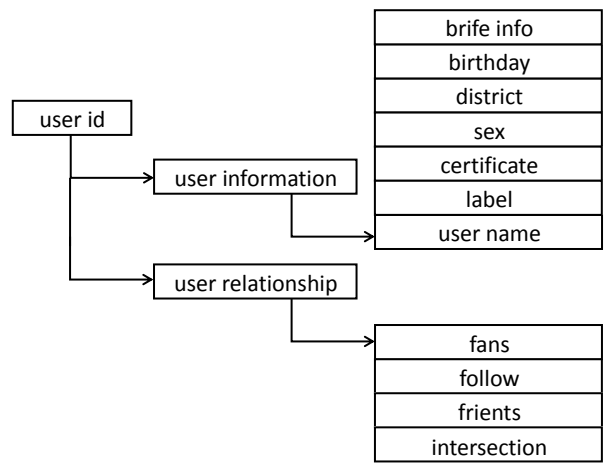 brife info
birthday
district
user id
sex
certificate
user information
label
user name
user relationship
fans
follow
frients
intersection